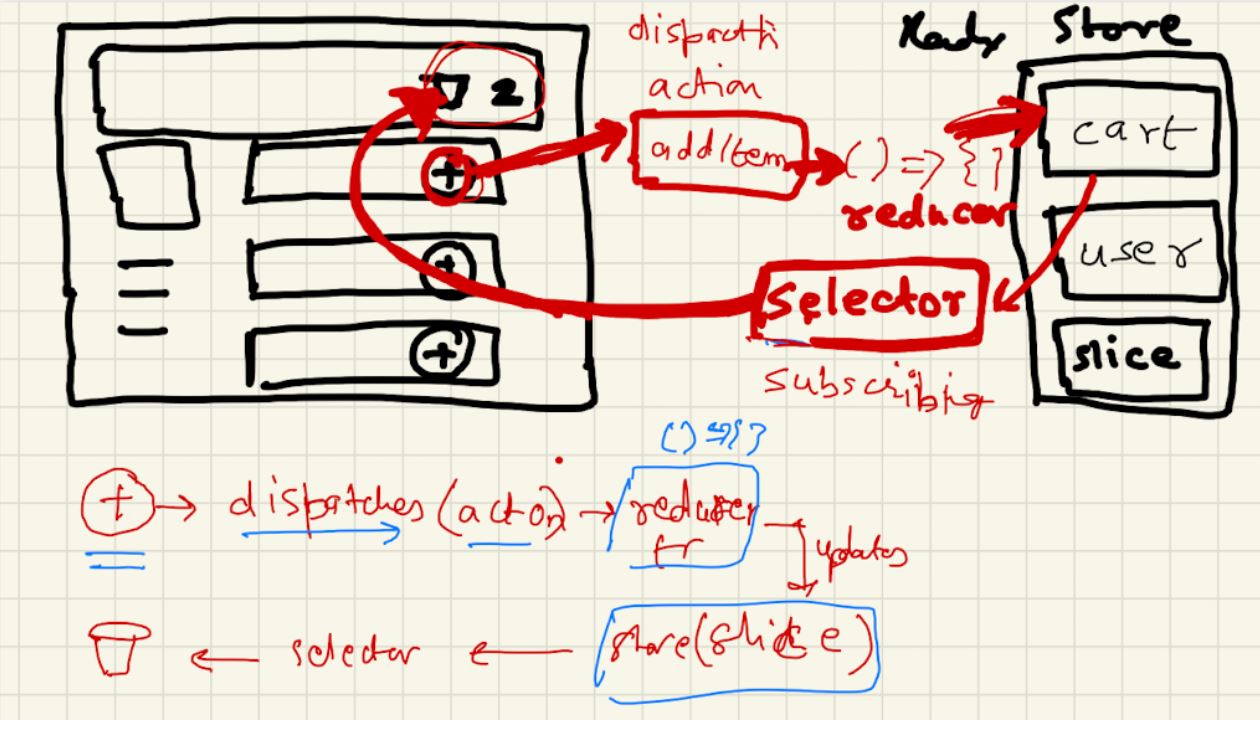 dispatch Redux Store
action
2
+ addItem () => {} cart
reducer
+ selector user
+ subscribing slice
() => {}
+ → dispatches (action) → reducer
fn
updates
← selector ← store(slice)